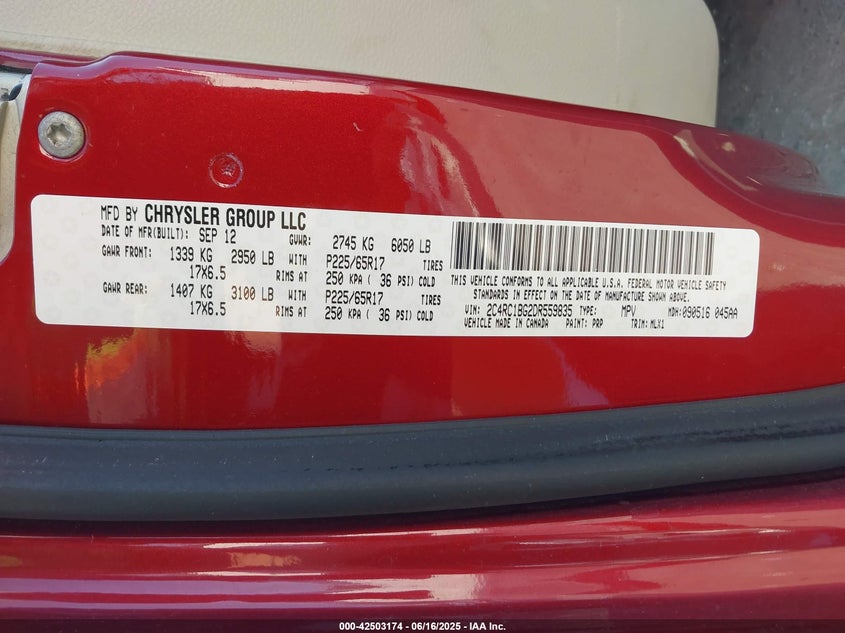 MFD BY CHRYSLER GROUP LLC
DATE OF MFR(BUILT): SEP 12 GVWR: 2745 KG 6050 LB
GAWR FRONT: 1339 KG 2950 LB WITH P225/65R17 TIRES
17X6.5 RIMS AT 250 KPA ( 36 PSI) COLD
GAWR REAR: 1407 KG 3100 LB WITH P225/65R17 TIRES
17X6.5 RIMS AT 250 KPA ( 36 PSI) COLD
THIS VEHICLE CONFORMS TO ALL APPLICABLE U.S.A. FEDERAL MOTOR VEHICLE SAFETY
STANDARDS IN EFFECT ON THE DATE OF MANUFACTURE SHOWN ABOVE.
VIN: 2C4RC1BG2DR559835 TYPE: MPV MDH:090516 045AA
VEHICLE MADE IN CANADA PAINT: PRP TRIM: MLX1
000-42503174 | 06/16/2025 - IAA Inc.